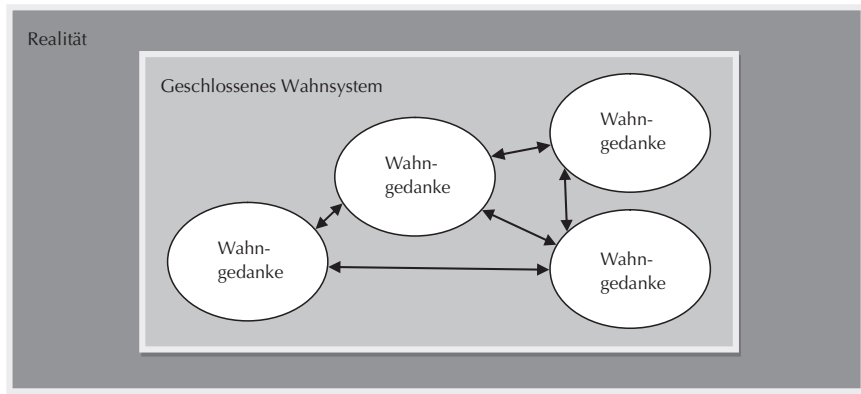 Realität
Geschlossenes Wahnsystem
Wahn-
gedanke
Wahn-
gedanke
Wahn-
gedanke
Wahn-
gedanke